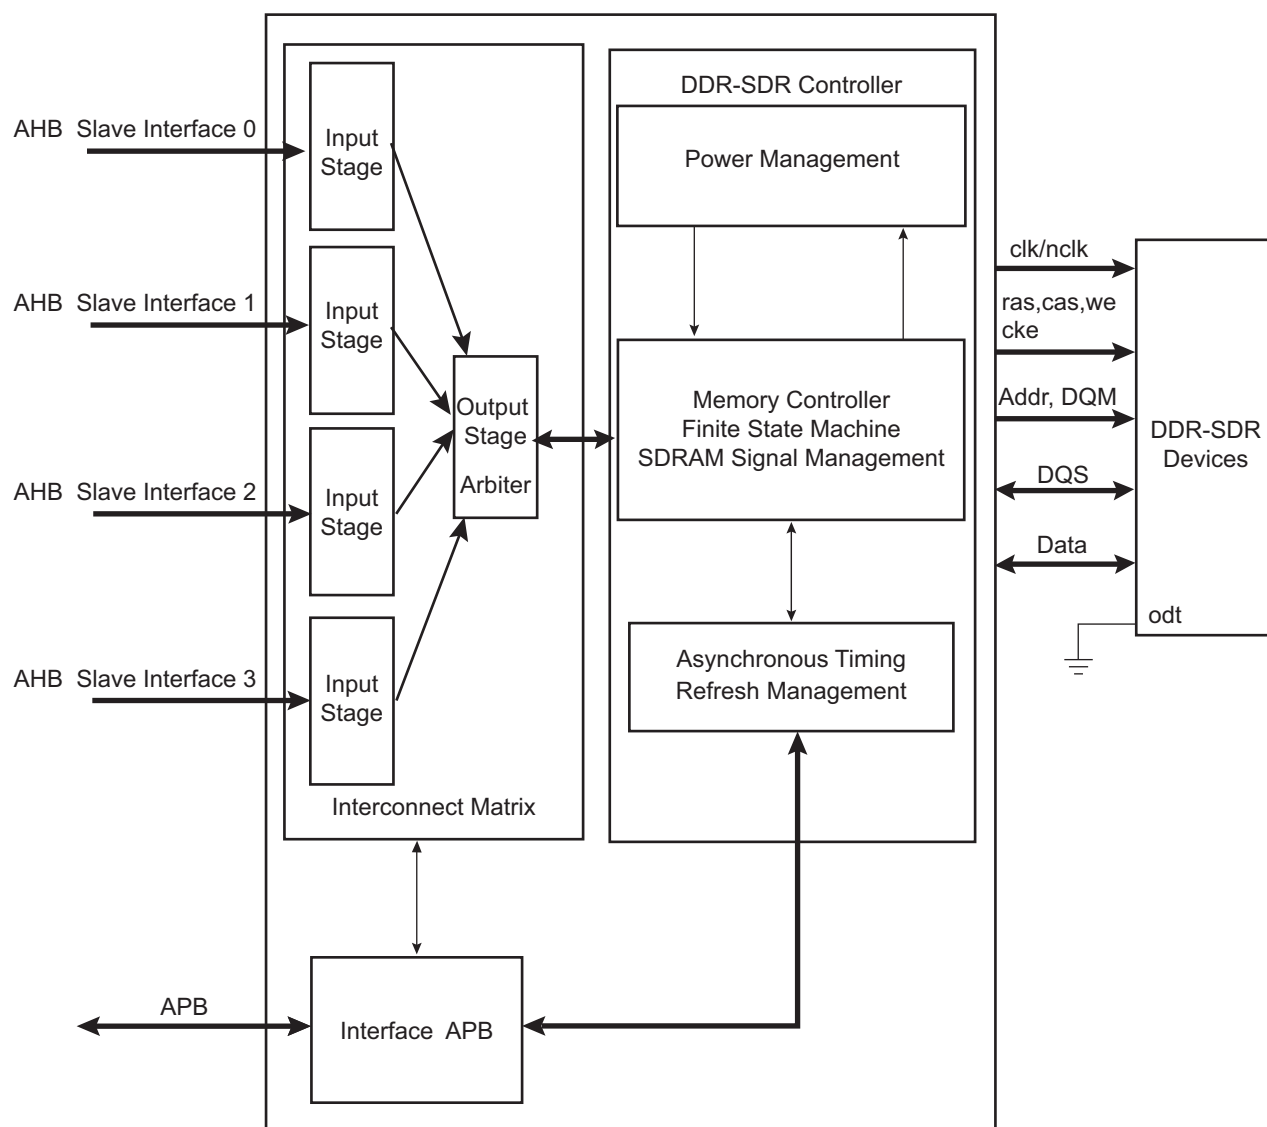 AHB Slave Interface 0
AHB Slave Interface 1
AHB Slave Interface 2
AHB Slave Interface 3
Input
Stage
Input
Stage
Input
Stage
Input
Stage
Output
Stage
Arbiter
Interconnect Matrix
DDR-SDR Controller
Power Management
Memory Controller
Finite State Machine
SDRAM Signal Management
Asynchronous Timing
Refresh Management
clk/nclk
ras,cas,we
cke
Addr, DQM
DQS
Data
DDR-SDR
Devices
odt
APB
Interface APB